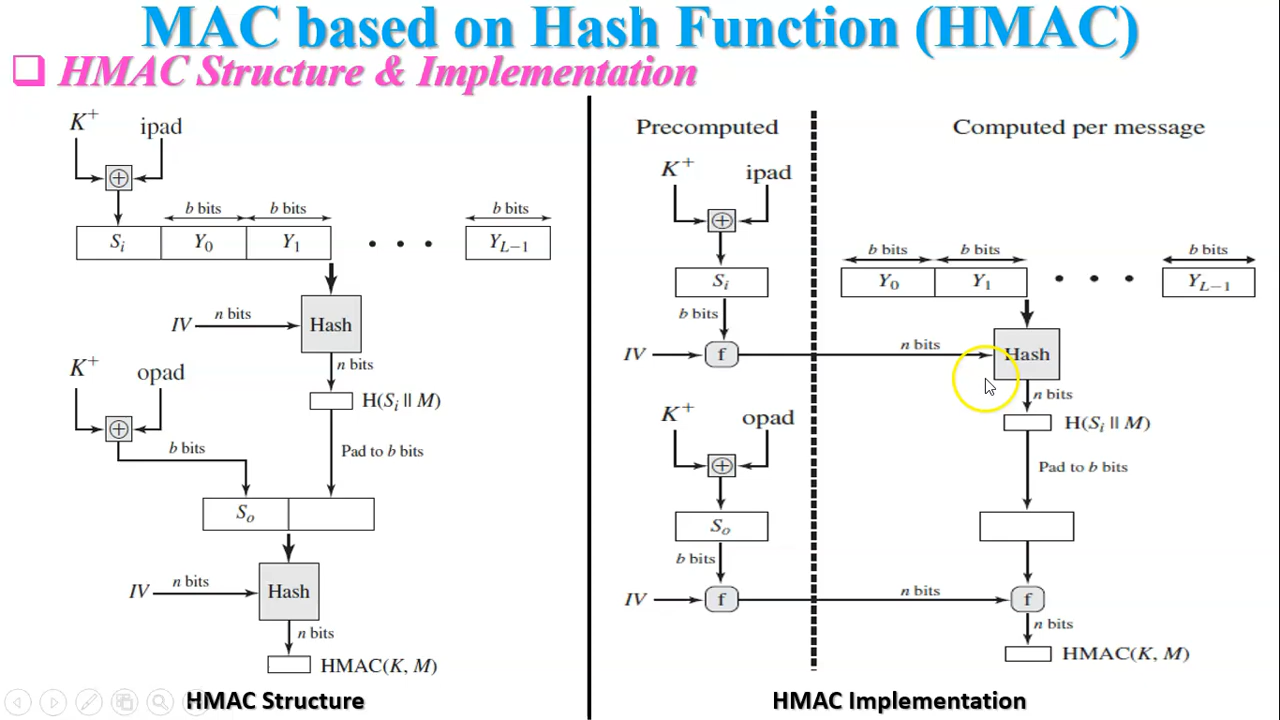 MAC based on Hash Function (HMAC)
❑ HMAC Structure & Implementation
K+ ipad
b bits b bits b bits
Si Y0 Y1 • • • YL−1
IV n bits Hash
n bits
K+ opad
H(Si || M)
b bits
Pad to b bits
So
IV n bits Hash
n bits
HMAC(K, M)
HMAC Structure
Precomputed
K+ ipad
Si
b bits
IV f
K+ opad
So
b bits
IV f
Computed per message
b bits b bits b bits
Y0 Y1 • • • YL−1
n bits Hash
n bits
H(Si || M)
Pad to b bits
n bits f
n bits
HMAC(K, M)
HMAC Implementation